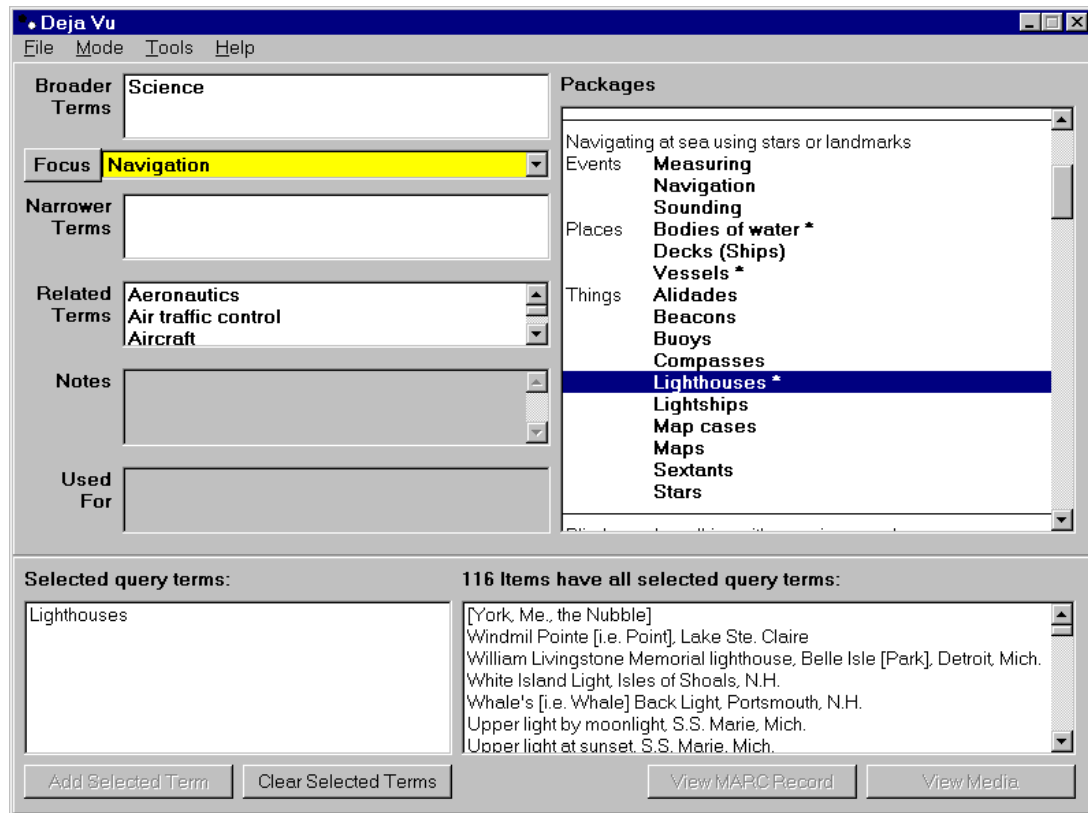 Deja Vu
File Mode Tools Help
Broader Terms
Science
Focus
Navigation
Narrower Terms
Related Terms
Aeronautics
Air traffic control
Aircraft
Notes
Used For
Packages
Navigating at sea using stars or landmarks
Events Measuring
Navigation
Sounding
Places Bodies of water *
Decks (Ships)
Vessels *
Things Alidades
Beacons
Buoys
Compasses
Lighthouses *
Lightships
Map cases
Maps
Sextants
Stars
Selected query terms:
Lighthouses
116 Items have all selected query terms:
[York, Me., the Nubble]
Windmil Pointe [i.e. Point], Lake Ste. Claire
William Livingstone Memorial lighthouse, Belle Isle [Park], Detroit, Mich.
White Island Light, Isles of Shoals, N.H.
Whale's [i.e. Whale] Back Light, Portsmouth, N.H.
Upper light by moonlight, S.S. Marie, Mich.
Upper light at sunset, S.S. Marie, Mich.
Add Selected Term
Clear Selected Terms
View MARC Record
View Media